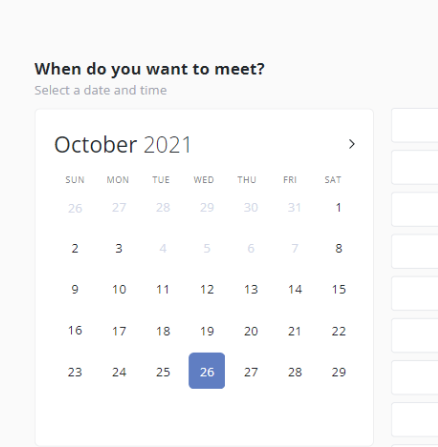 When do you want to meet?
Select a date and time
October 2021
SUN MON TUE WED THU FRI SAT
26 27 28 29 30 31 1
2 3 4 5 6 7 8
9 10 11 12 13 14 15
16 17 18 19 20 21 22
23 24 25 26 27 28 29